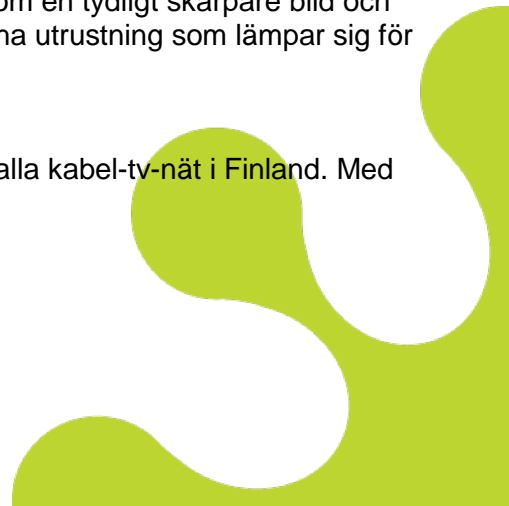 om en tydligt skarpare bild och
na utrustning som lämpar sig för
alla kabel-tv-nät i Finland. Med